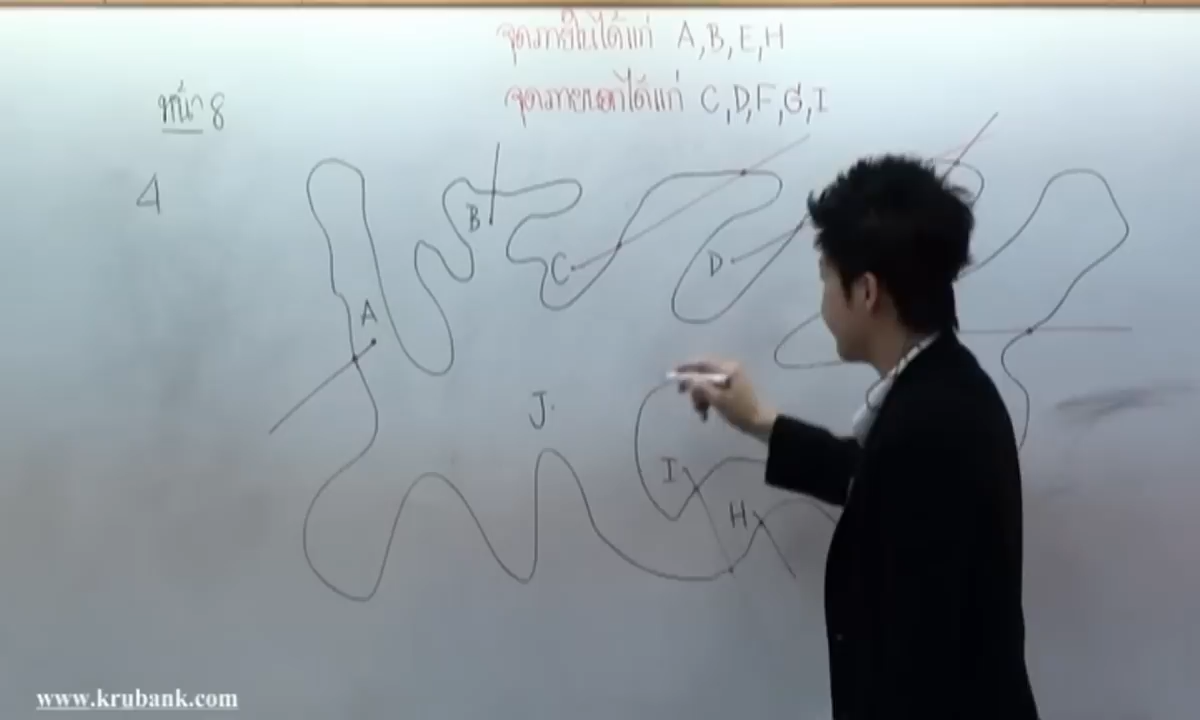 จุดภายในได้แก่ A,B,E,H
จุดภายนอกได้แก่ C,D,F,G,I
หน้า 8
4
B
C
D
A
J.
I
H
www.krubank.com